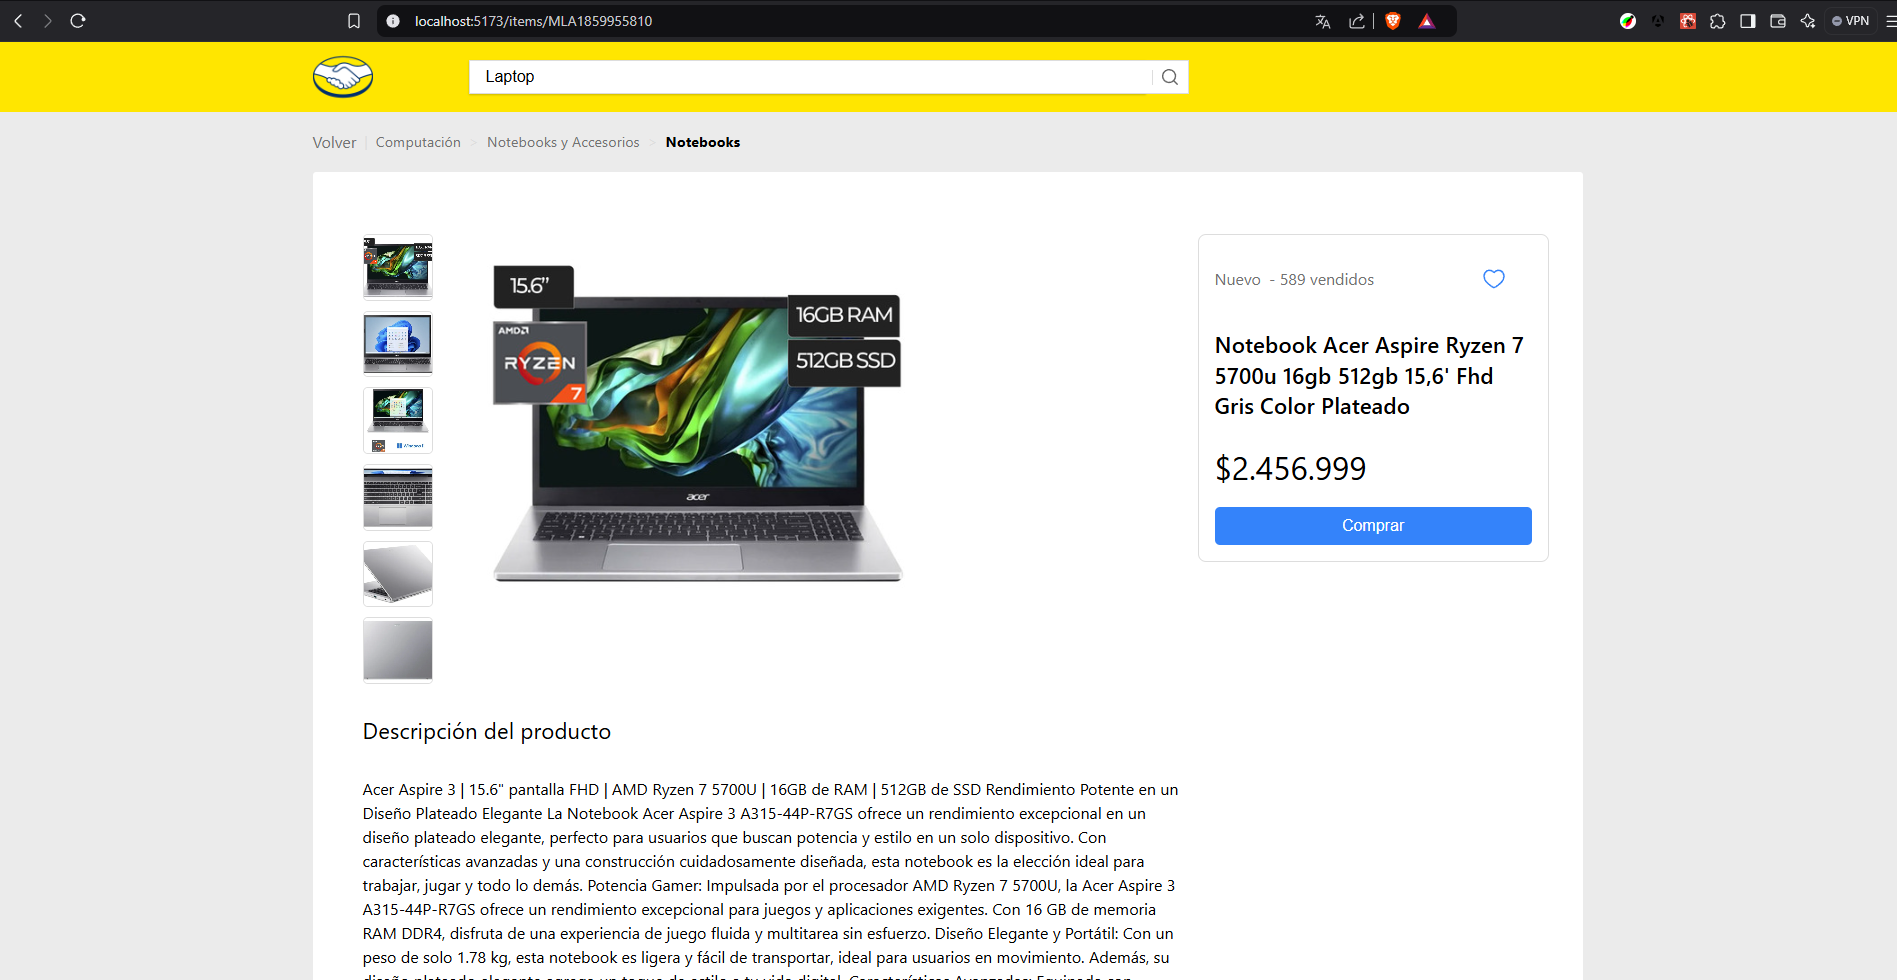 localhost:5173/items/MLA1859955810
VPN
Laptop
Volver | Computación > Notebooks y Accesorios > Notebooks
15.6”
AMD
RYZEN
7
16GB RAM
512GB SSD
acer
Nuevo - 589 vendidos
Notebook Acer Aspire Ryzen 7
5700u 16gb 512gb 15,6' Fhd
Gris Color Plateado
$2.456.999
Comprar
Descripción del producto
Acer Aspire 3 | 15.6" pantalla FHD | AMD Ryzen 7 5700U | 16GB de RAM | 512GB de SSD Rendimiento Potente en un
Diseño Plateado Elegante La Notebook Acer Aspire 3 A315-44P-R7GS ofrece un rendimiento excepcional en un
diseño plateado elegante, perfecto para usuarios que buscan potencia y estilo en un solo dispositivo. Con
características avanzadas y una construcción cuidadosamente diseñada, esta notebook es la elección ideal para
trabajar, jugar y todo lo demás. Potencia Gamer: Impulsada por el procesador AMD Ryzen 7 5700U, la Acer Aspire 3
A315-44P-R7GS ofrece un rendimiento excepcional para juegos y aplicaciones exigentes. Con 16 GB de memoria
RAM DDR4, disfruta de una experiencia de juego fluida y multitarea sin esfuerzo. Diseño Elegante y Portátil: Con un
peso de solo 1.78 kg, esta notebook es ligera y fácil de transportar, ideal para usuarios en movimiento. Además, su